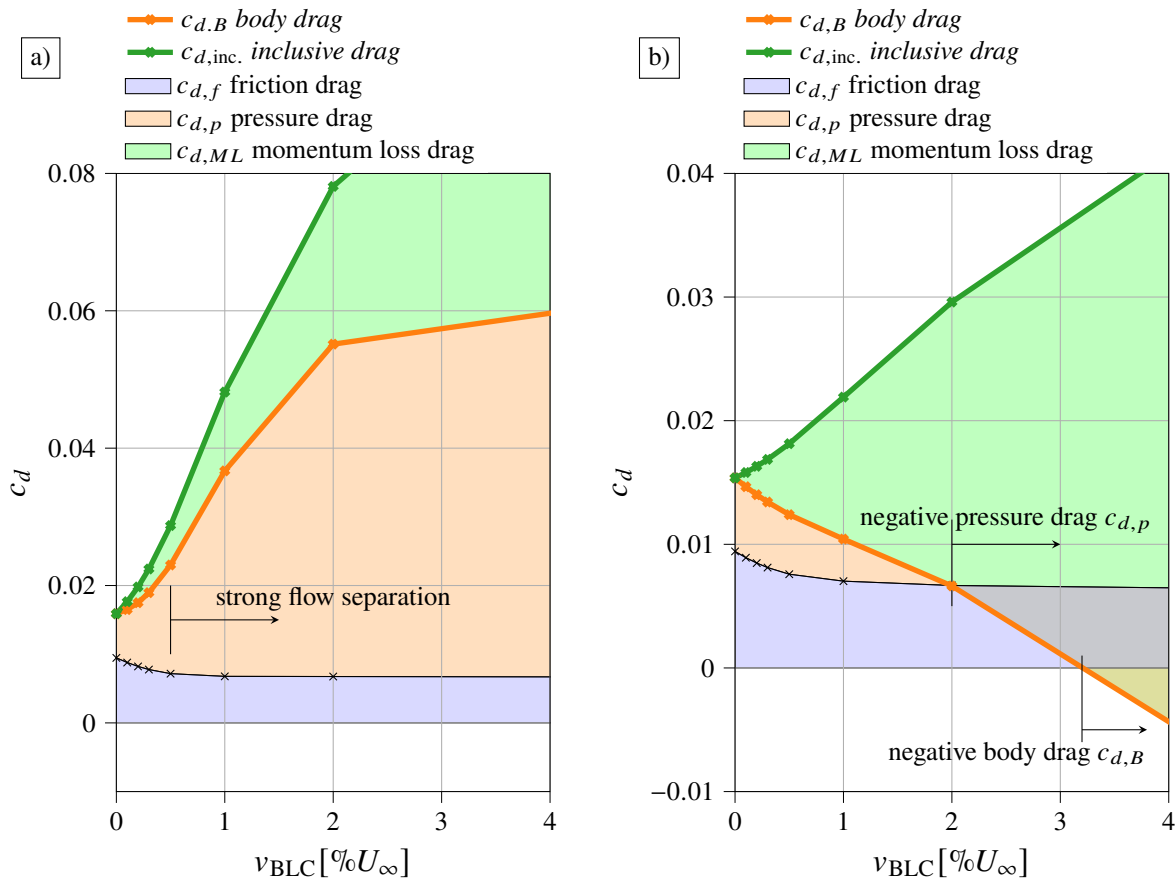 a)
c_{d.B} body drag
c_{d,inc.} inclusive drag
c_{d,f} friction drag
c_{d,p} pressure drag
c_{d,ML} momentum loss drag
0.08
0.06
0.04
0.02
0
c_d
strong flow separation
0 1 2 3 4
v_{BLC}[%U_∞]
b)
c_{d,B} body drag
c_{d,inc.} inclusive drag
c_{d,f} friction drag
c_{d,p} pressure drag
c_{d,ML} momentum loss drag
0.04
0.03
0.02
0.01
0
−0.01
c_d
negative pressure drag c_{d,p}
negative body drag c_{d,B}
0 1 2 3 4
v_{BLC}[%U_∞]